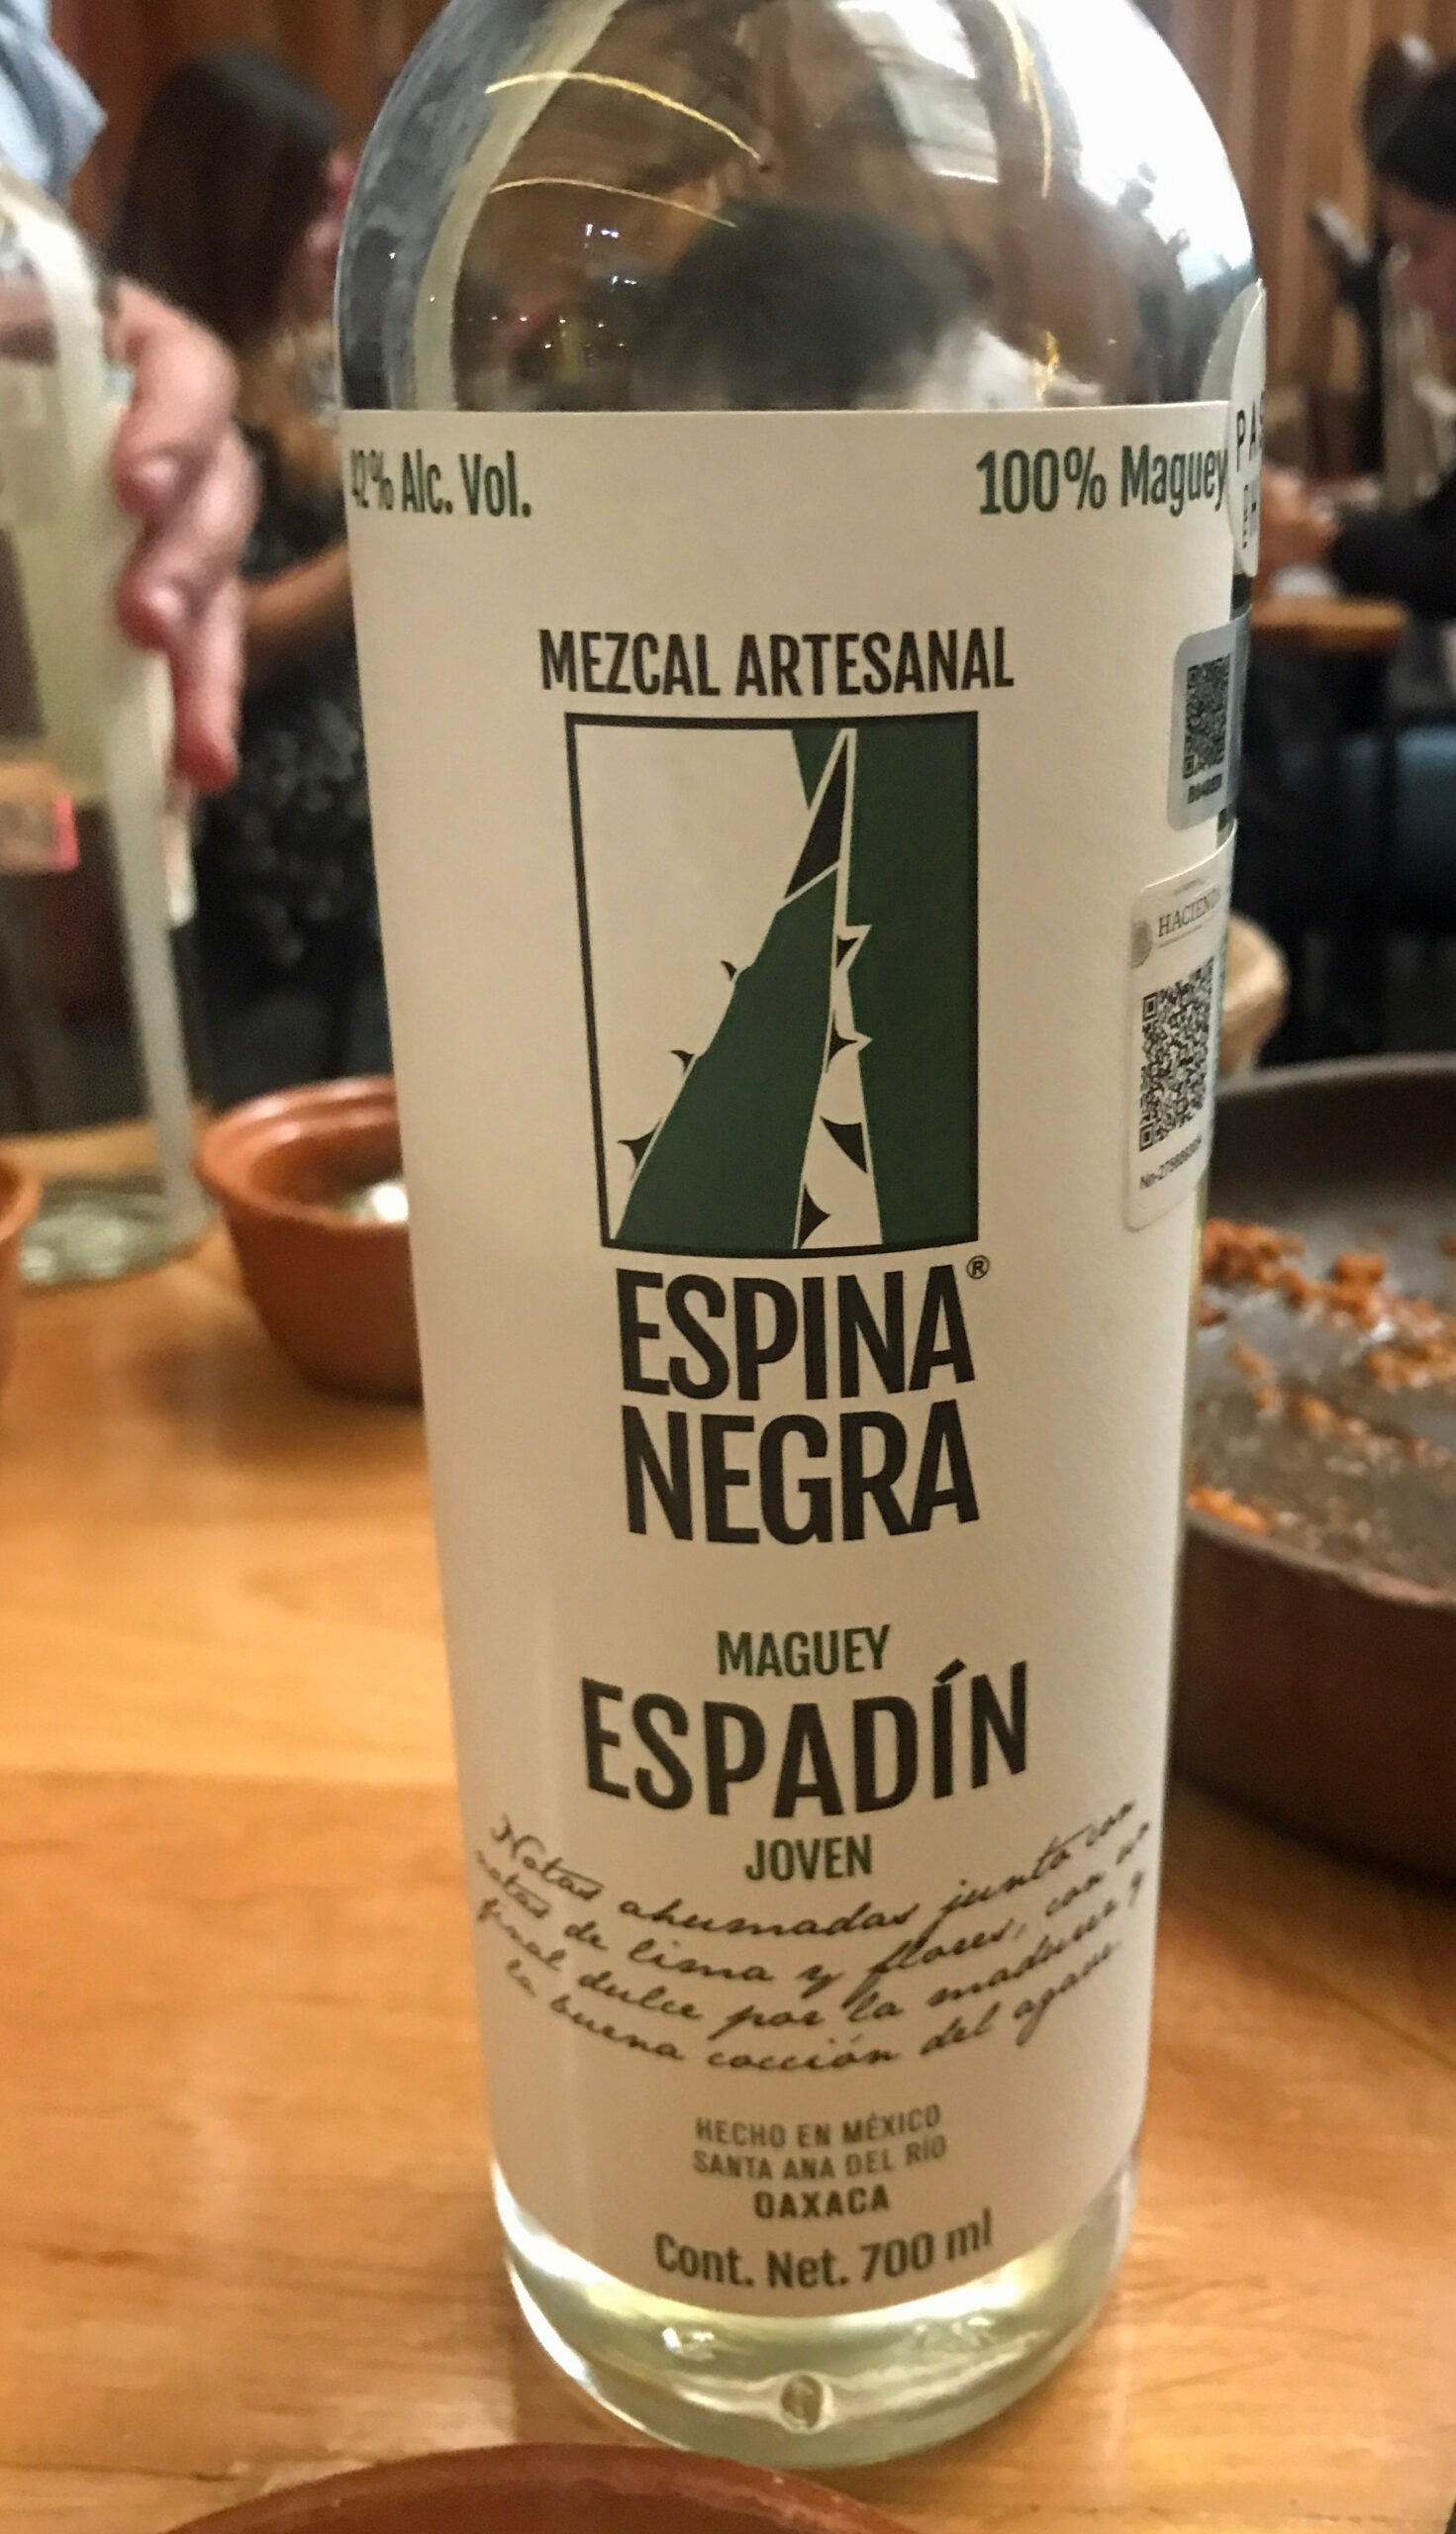 42% Alc. Vol.
100% Maguey
MEZCAL ARTESANAL
ESPINA®
NEGRA
MAGUEY
ESPADÍN
JOVEN
Notas ahumadas junto con
notas de lima y flores, con un
final dulce por la madurez y
la buena cocción del agave.
HECHO EN MÉXICO
SANTA ANA DEL RÍO
OAXACA
Cont. Net. 700 ml
HACIENDA